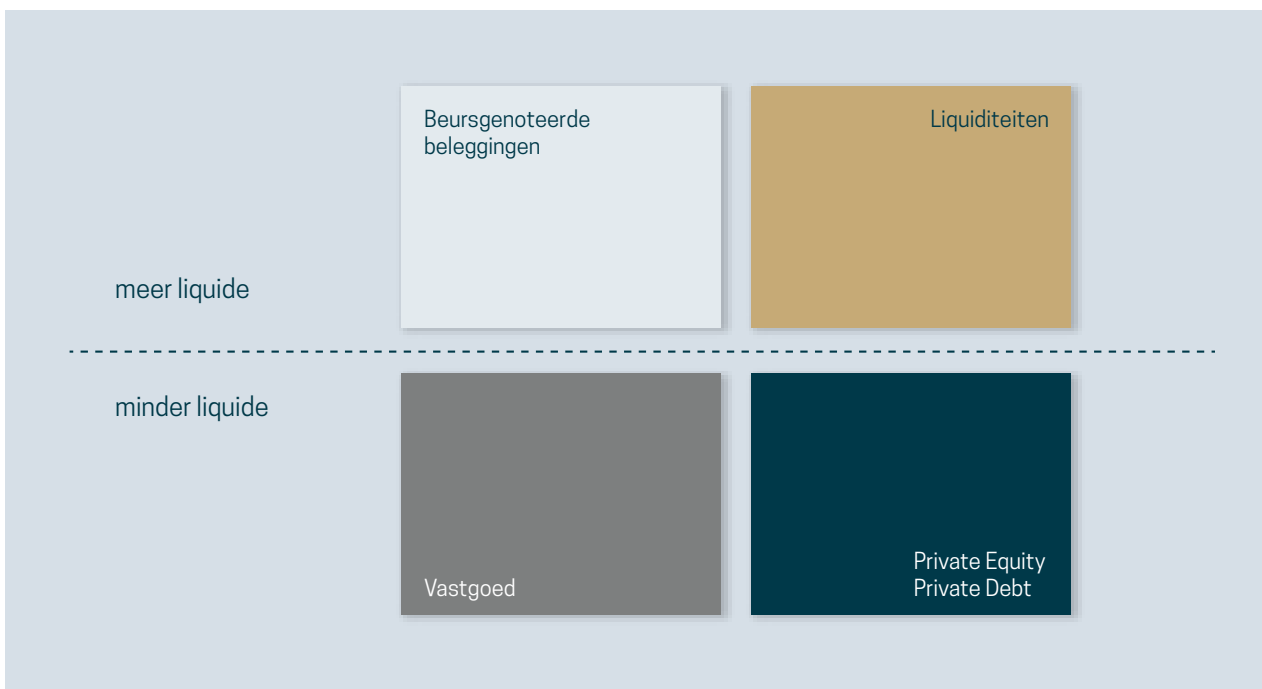 Beursgenoteerde
beleggingen
Liquiditeiten
meer liquide
minder liquide
Vastgoed
Private Equity
Private Debt